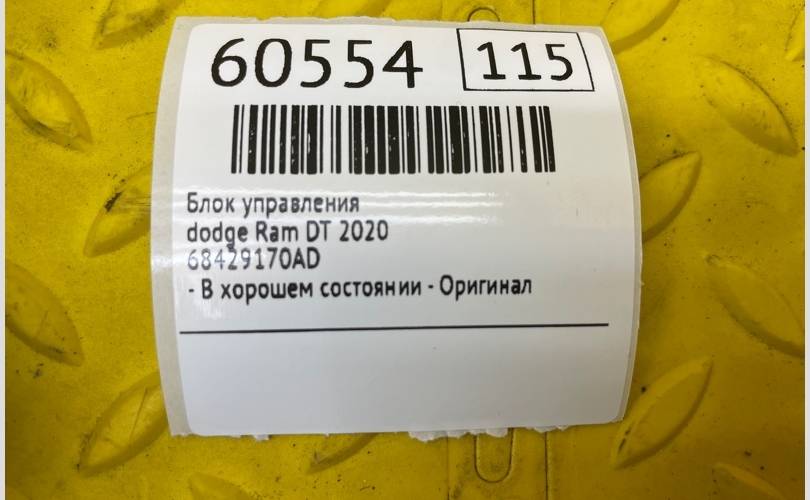 60554 115
Блок управления
dodge Ram DT 2020
68429170AD
- В хорошем состоянии - Оригинал